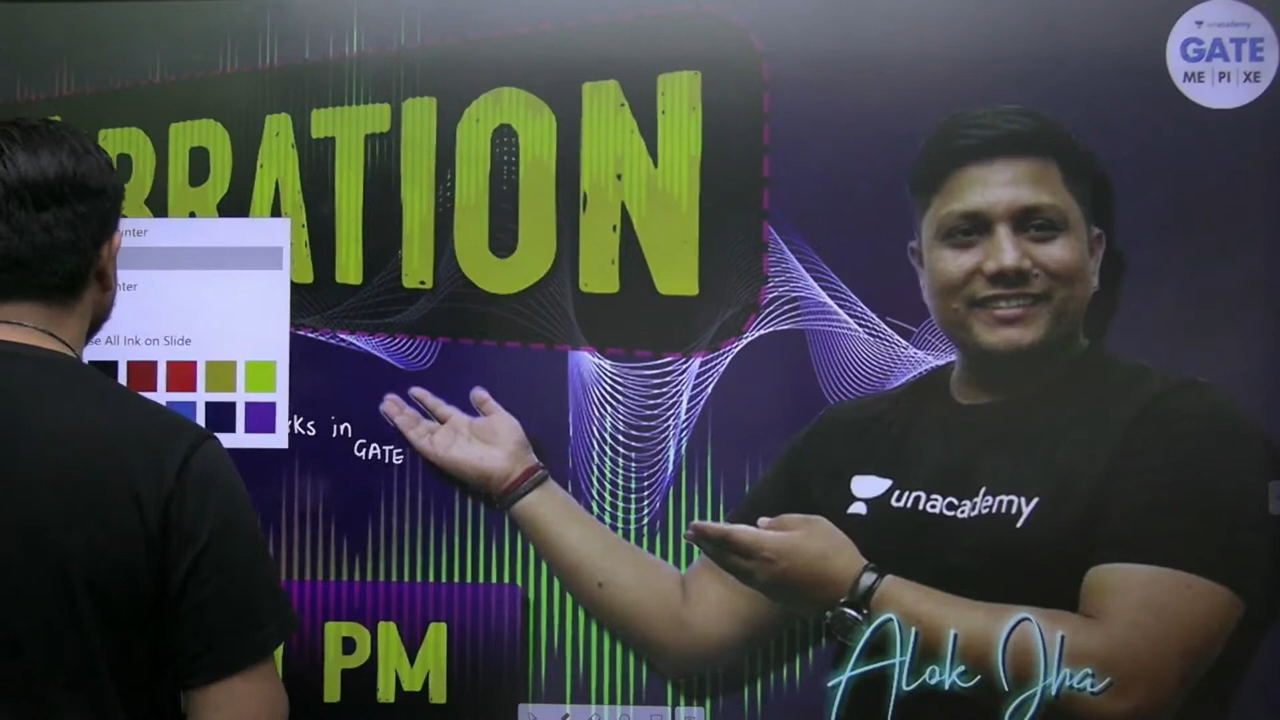 unacademy
GATE
ME | PI | XE
BRATION
nter
nter
se All Ink on Slide
ks in
GATE
unacademy
PM
Alok Jha